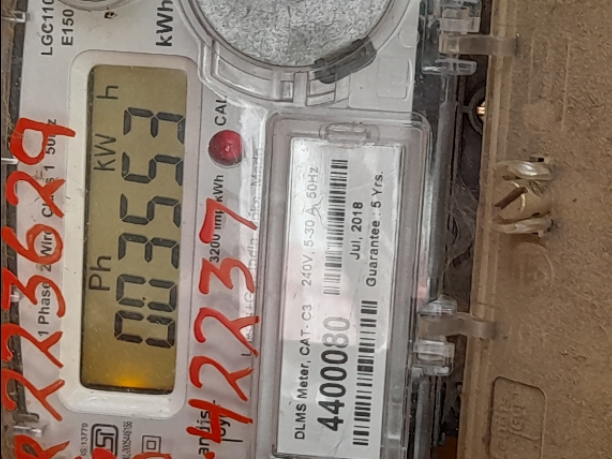 LGC110
E150
kWh
1 Phase 2 Wire
50Hz
Ph kW h
003553
CAL
3200 imp/kWh
223629
42237
DLMS Meter, CAT- C3 240V, 5-30 A, 50Hz
4400080
Jul, 2018
Guarantee : 5 Yrs.